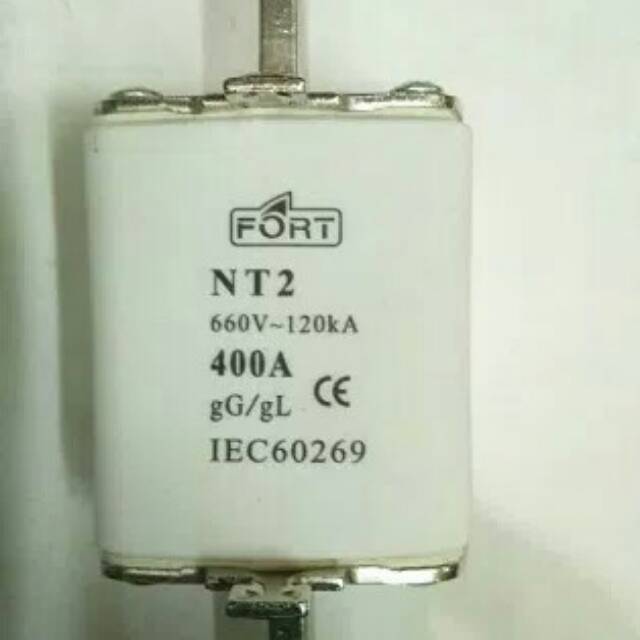 FORT
NT2
660V~120kA
400A
gG/gL CE
IEC60269